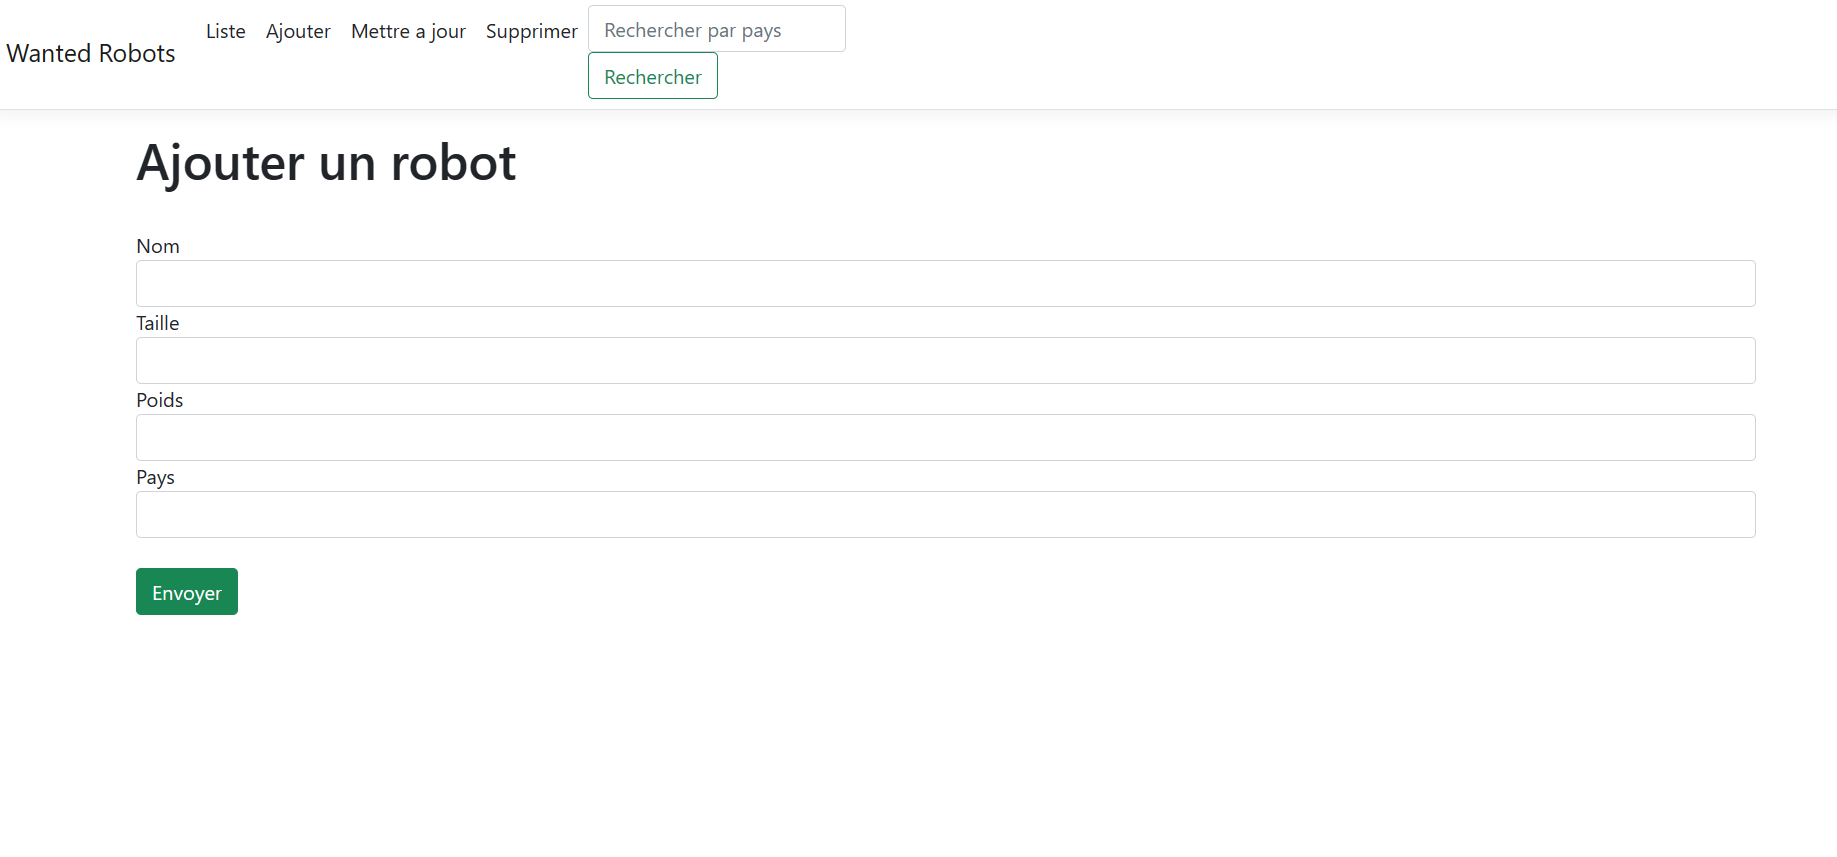 Wanted Robots
Liste Ajouter Mettre a jour Supprimer Rechercher par pays
Rechercher
Ajouter un robot
Nom
Taille
Poids
Pays
Envoyer